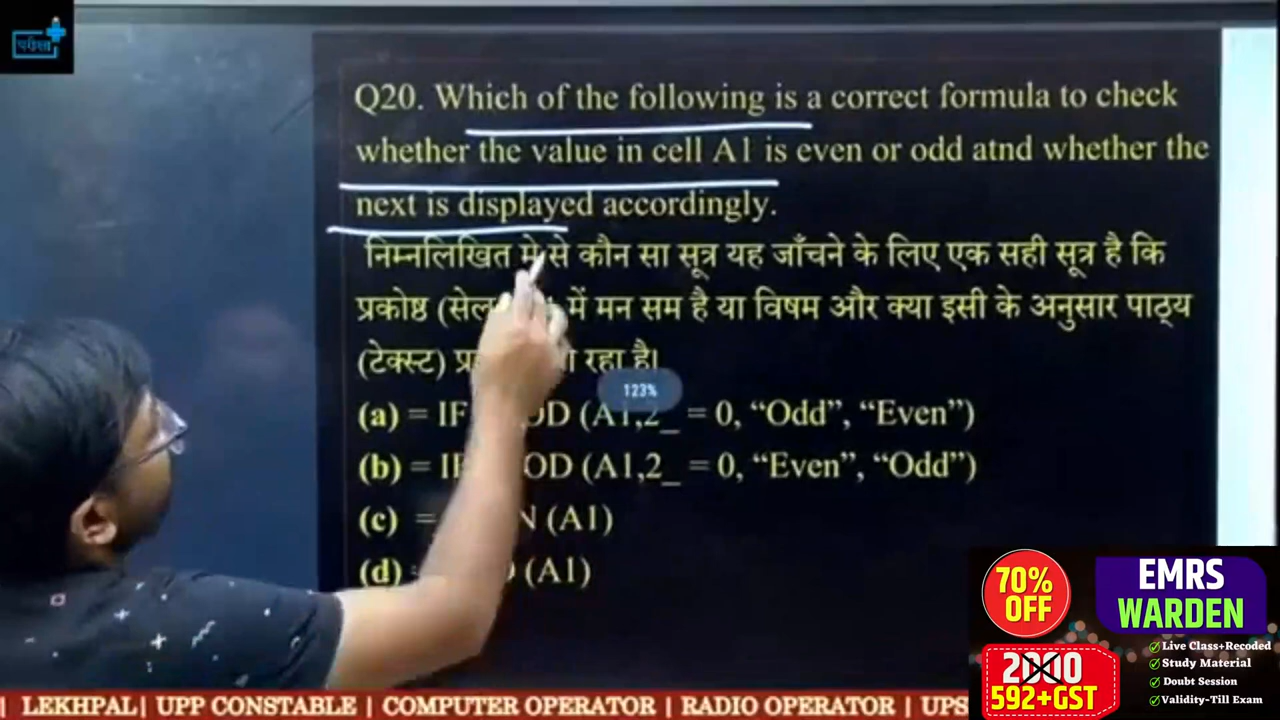 परीक्षा
Q20. Which of the following is a correct formula to check
whether the value in cell A1 is even or odd atnd whether the
next is displayed accordingly.
निम्नलिखित मे से कौन सा सूत्र यह जाँचने के लिए एक सही सूत्र है कि
प्रकोष्ठ (सेल में मन सम है या विषम और क्या इसी के अनुसार पाठ्य
(टेक्स्ट) रहा है।
123%
(a) = IF OD (A1,2_ = 0, “Odd”, “Even”)
(b) = IF OD (A1,2_ = 0, “Even”, “Odd”)
(c) = N (A1)
(d) (A1)
70%
OFF
EMRS
WARDEN
2000
592+GST
Live Class+Recoded
Study Material
Doubt Session
Validity-Till Exam
| LEKHPAL| UPP CONSTABLE | COMPUTER OPERATOR | RADIO OPERATOR | UPS